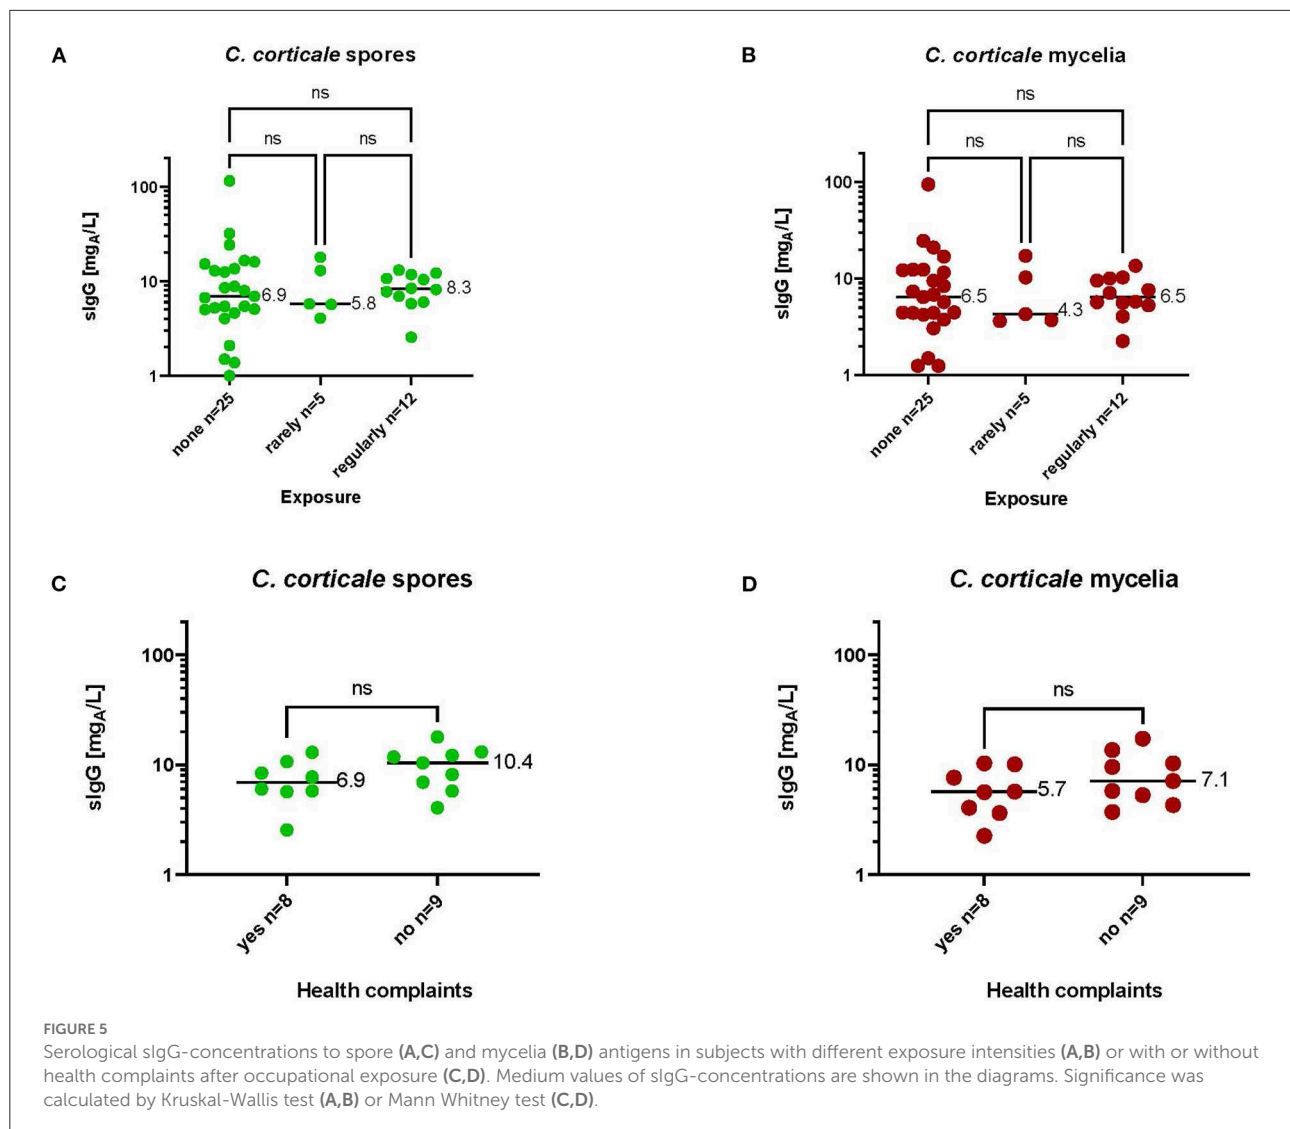 A
C. corticale spores
ns
ns
ns
sIgG [mgA/L]
100
10
1
6.9
5.8
8.3
none n=25
rarely n=5
regularly n=12
Exposure
B
C. corticale mycelia
ns
ns
ns
sIgG [mgA/L]
100
10
1
6.5
4.3
6.5
none n=25
rarely n=5
regularly n=12
Exposure
C
C. corticale spores
ns
sIgG [mgA/L]
100
10
1
6.9
10.4
yes n=8
no n=9
Health complaints
D
C. corticale mycelia
ns
sIgG [mgA/L]
100
10
1
5.7
7.1
yes n=8
no n=9
Health complaints
FIGURE 5
Serological sIgG-concentrations to spore (A,C) and mycelia (B,D) antigens in subjects with different exposure intensities (A,B) or with or without
health complaints after occupational exposure (C,D). Medium values of sIgG-concentrations are shown in the diagrams. Significance was
calculated by Kruskal-Wallis test (A,B) or Mann Whitney test (C,D).